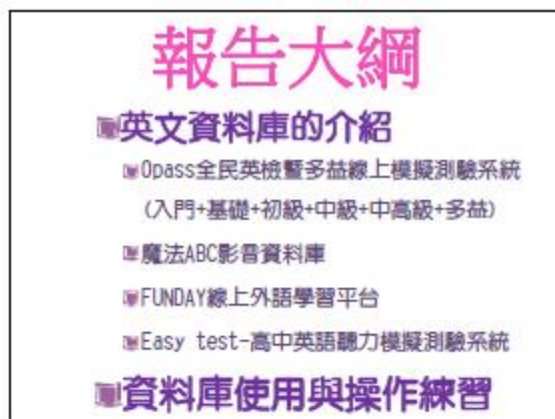 報告大綱
英文資料庫的介紹
Opass全民英檢暨多益線上模擬測驗系統
(入門+基礎+初級+中級+中高級+多益)
魔法ABC影音資料庫
FUNDAY線上外語學習平台
Easy test-高中英語聽力模擬測驗系統
資料庫使用與操作練習